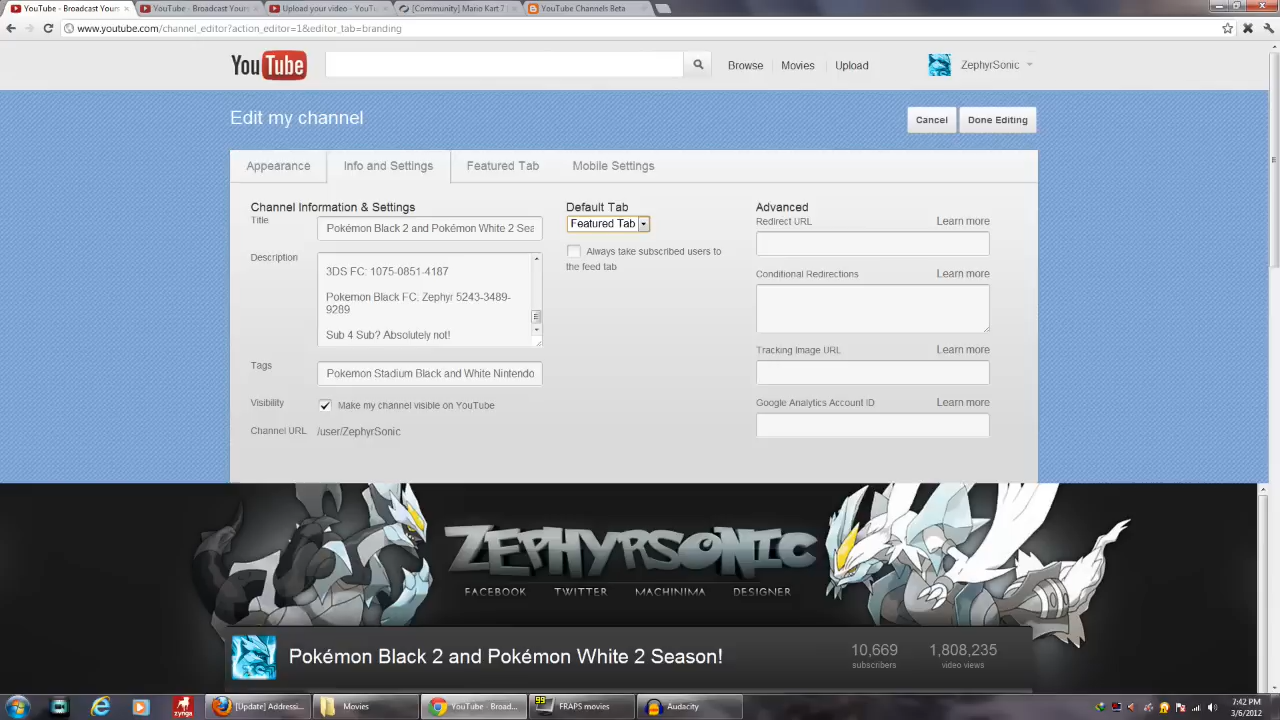 YouTube - Broadcast Yours
YouTube - Broadcast Yours
Upload your video - YouTu
[Community] Mario Kart 7
YouTube Channels Beta
www.youtube.com/channel_editor?action_editor=1&editor_tab=branding
YouTube
Browse
Movies
Upload
ZephyrSonic
Edit my channel
Cancel
Done Editing
Appearance
Info and Settings
Featured Tab
Mobile Settings
Channel Information & Settings
Title
Pokémon Black 2 and Pokémon White 2 Sea
Description
3DS FC: 1075-0851-4187
Pokemon Black FC: Zephyr 5243-3489-
9289
Sub 4 Sub? Absolutely not!
Tags
Pokemon Stadium Black and White Nintendo
Visibility
Make my channel visible on YouTube
Channel URL
/user/ZephyrSonic
Default Tab
Featured Tab
Always take subscribed users to
the feed tab
Advanced
Redirect URL
Learn more
Conditional Redirections
Learn more
Tracking Image URL
Learn more
Google Analytics Account ID
Learn more
ZEPHYRSONIC
FACEBOOK
TWITTER
MACHINIMA
DESIGNER
Pokémon Black 2 and Pokémon White 2 Season!
10,669
subscribers
1,808,235
video views
zynga
[Update] Addressi...
Movies
YouTube - Broad...
99
FRAPS movies
Audacity
7:42 PM
3/6/2012